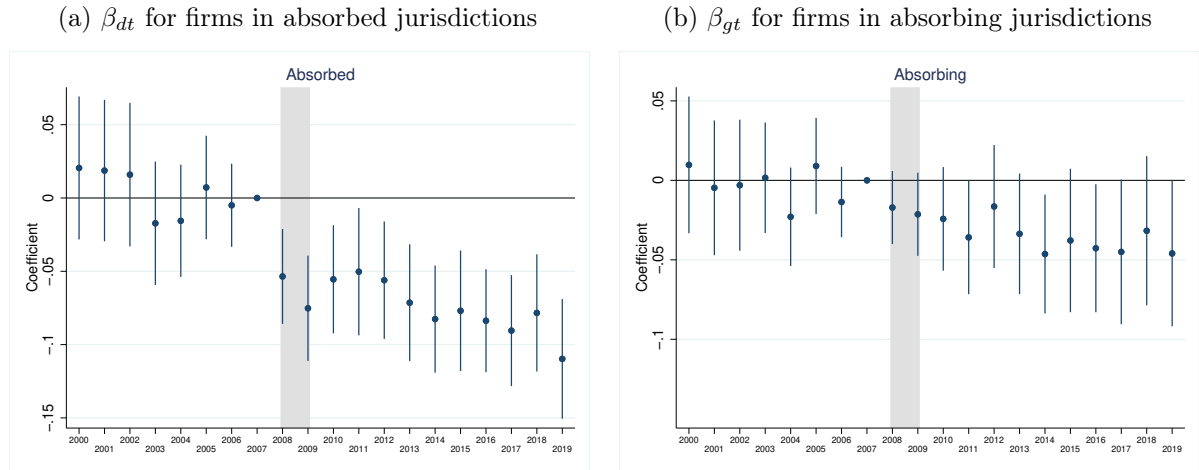 (a) β_dt for firms in absorbed jurisdictions
Absorbed
Coefficient
.05
0
-.05
-.1
-.15
2000 2001 2002 2003 2004 2005 2006 2007 2008 2009 2010 2011 2012 2013 2014 2015 2016 2017 2018 2019
(b) β_gt for firms in absorbing jurisdictions
Absorbing
Coefficient
.05
0
-.05
-.1
2000 2001 2002 2003 2004 2005 2006 2007 2008 2009 2010 2011 2012 2013 2014 2015 2016 2017 2018 2019